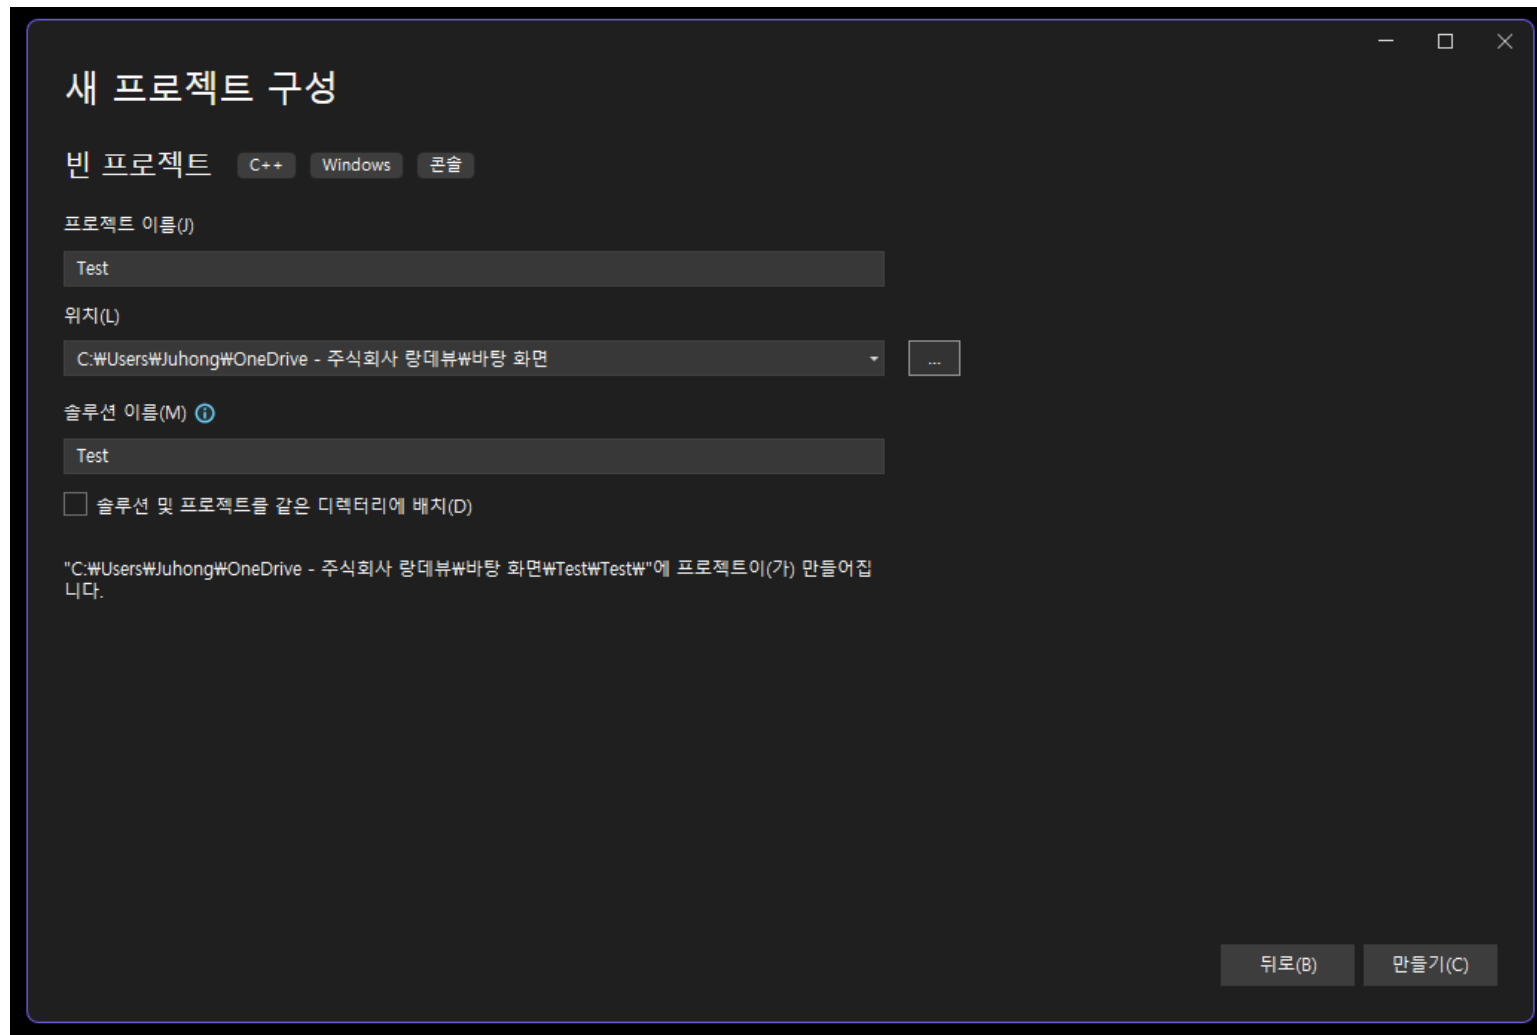 새 프로젝트 구성
빈 프로젝트 C++ Windows 콘솔
프로젝트 이름(J)
Test
위치(L)
C:₩Users₩Juhong₩OneDrive - 주식회사 랑데뷰₩바탕 화면
...
솔루션 이름(M)
Test
솔루션 및 프로젝트를 같은 디렉터리에 배치(D)
"C:₩Users₩Juhong₩OneDrive - 주식회사 랑데뷰₩바탕 화면₩Test₩Test₩"에 프로젝트이(가) 만들어집
니다.
뒤로(B) 만들기(C)